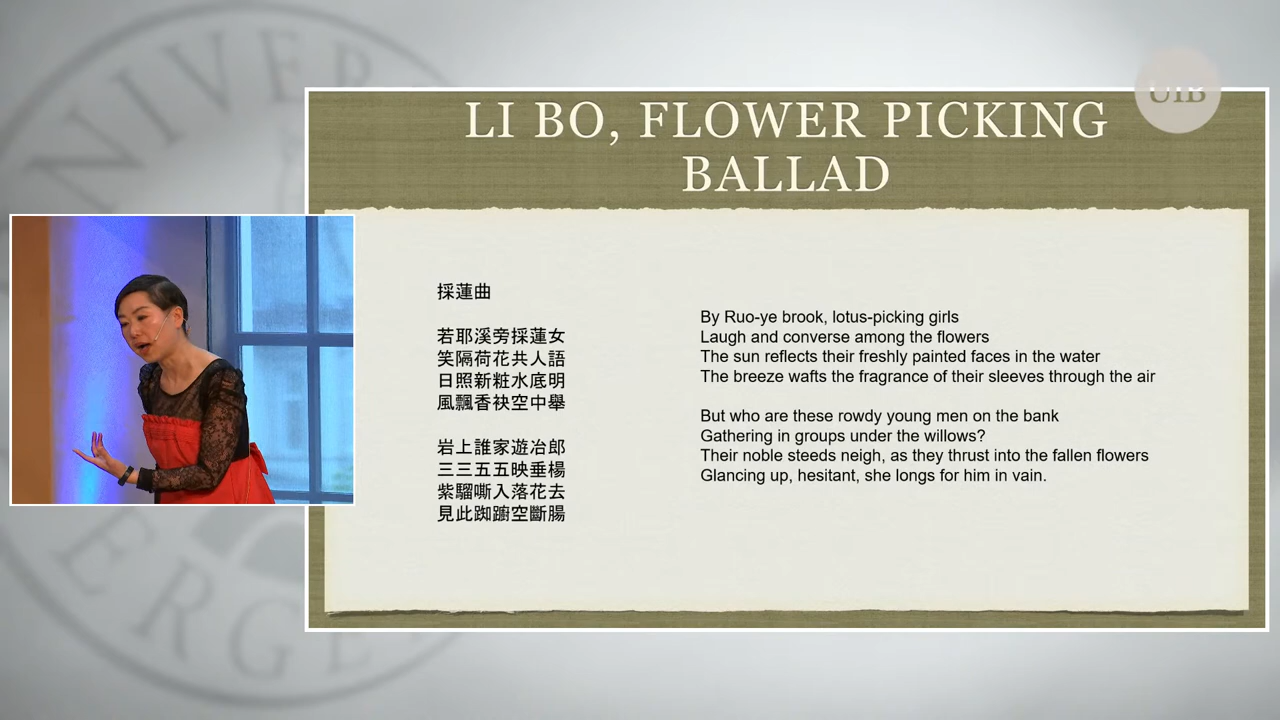 UNIVER
ERGE
UIB
LI BO, FLOWER PICKING
BALLAD
採蓮曲
若耶溪旁採蓮女
笑隔荷花共人語
日照新粧水底明
風飄香袂空中舉
岩上誰家遊冶郎
三三五五映垂楊
紫騮嘶入落花去
見此踟躕空斷腸
By Ruo-ye brook, lotus-picking girls
Laugh and converse among the flowers
The sun reflects their freshly painted faces in the water
The breeze wafts the fragrance of their sleeves through the air
But who are these rowdy young men on the bank
Gathering in groups under the willows?
Their noble steeds neigh, as they thrust into the fallen flowers
Glancing up, hesitant, she longs for him in vain.